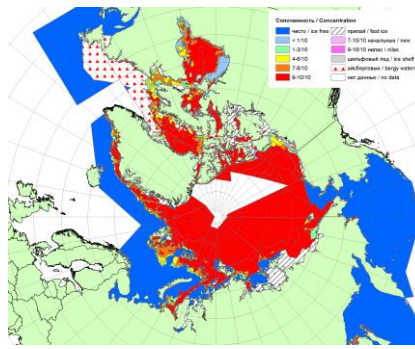 Сплоченность / Concentration
чисто / ice free
< 1/10
1-3/10
4-6/10
7-8/10
9-10/10
припай / fast ice
7-10/10 начальные / new
9-10/10 нилас / nilas
шельфовый лед / ice shelf
айсберговые / bergy water
нет данных / no data